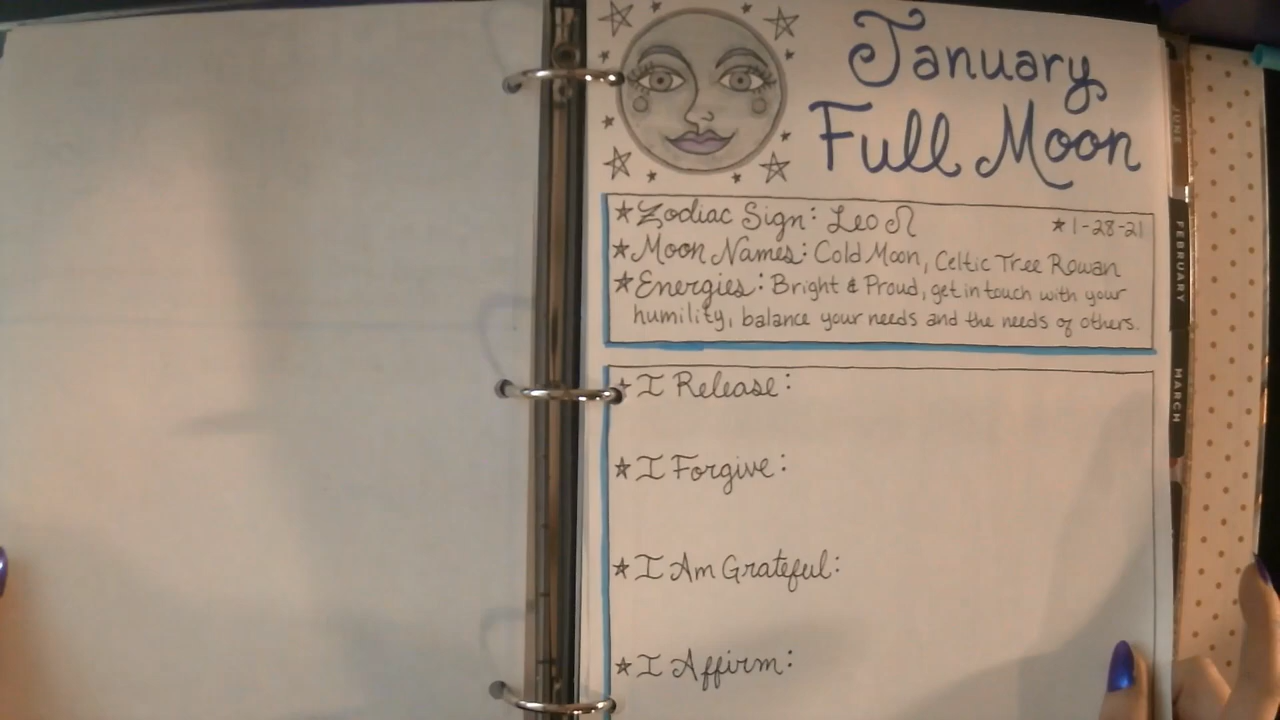 January
Full Moon
★Zodiac Sign: Leo ♌ ★1-28-21
★Moon Names: Cold Moon, Celtic Tree Rowan
★Energies: Bright & Proud, get in touch with your
humility, balance your needs and the needs of others.
★I Release:
★I Forgive:
★I Am Grateful:
★I Affirm:
JUNE
FEBRUARY
MARCH